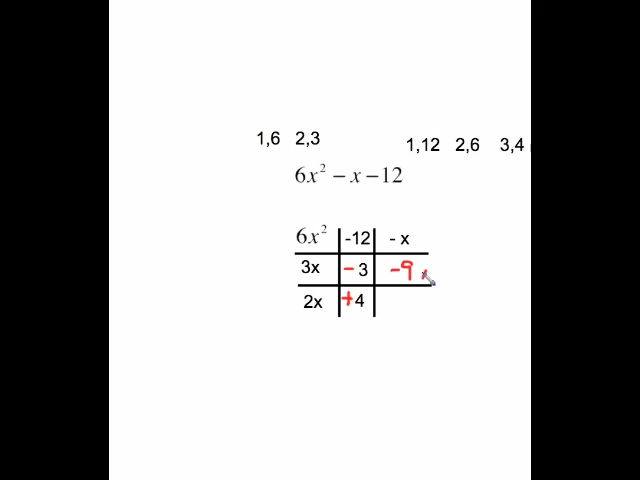 1,6 2,3 1,12 2,6 3,4
6x² − x − 12
6x² -12 - x
3x − 3 -9
2x +4